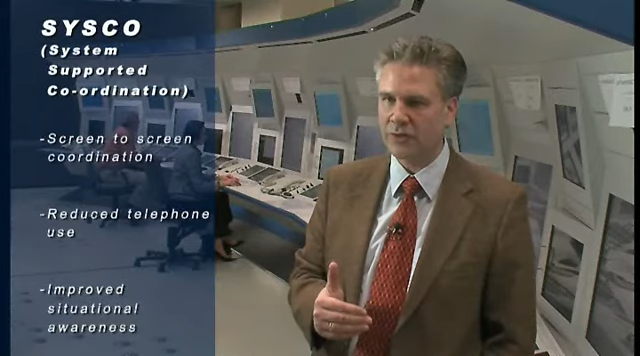 SYSCO
(System
Supported
Co-ordination)
-Screen to screen
coordination
-Reduced telephone
use
-Improved
situational
awareness